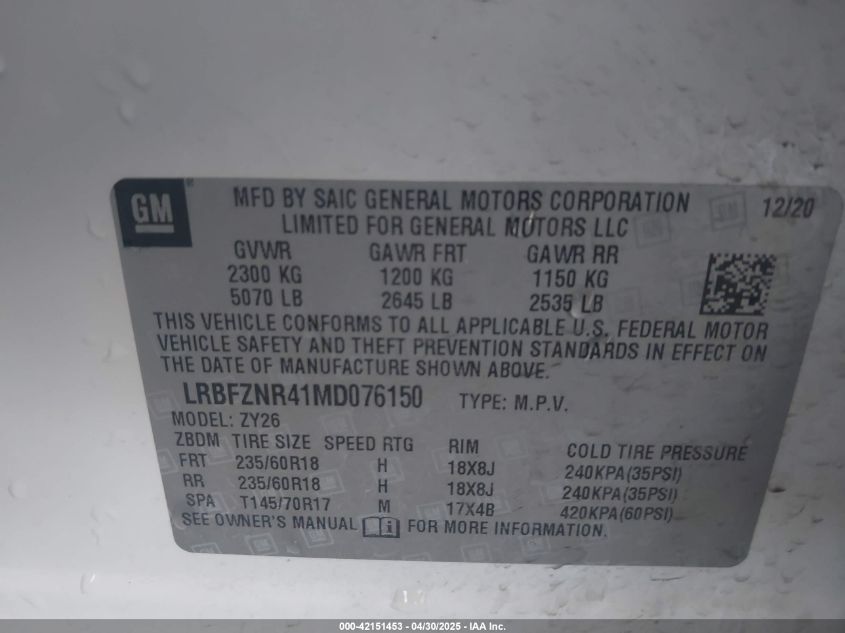 GM ®
MFD BY SAIC GENERAL MOTORS CORPORATION 12/20
LIMITED FOR GENERAL MOTORS LLC
GVWR GAWR FRT GAWR RR
2300 KG 1200 KG 1150 KG
5070 LB 2645 LB 2535 LB
THIS VEHICLE CONFORMS TO ALL APPLICABLE U.S. FEDERAL MOTOR
VEHICLE SAFETY AND THEFT PREVENTION STANDARDS IN EFFECT ON
THE DATE OF MANUFACTURE SHOWN ABOVE.
LRBFZNR41MD076150 TYPE: M.P.V.
MODEL: ZY26
ZBDM TIRE SIZE SPEED RTG RIM COLD TIRE PRESSURE
FRT 235/60R18 H 18X8J 240KPA(35PSI)
RR 235/60R18 H 18X8J 240KPA(35PSI)
SPA T145/70R17 M 17X4B 420KPA(60PSI)
SEE OWNER'S MANUAL FOR MORE INFORMATION.
000-42151453 - 04/30/2025 - IAA Inc.